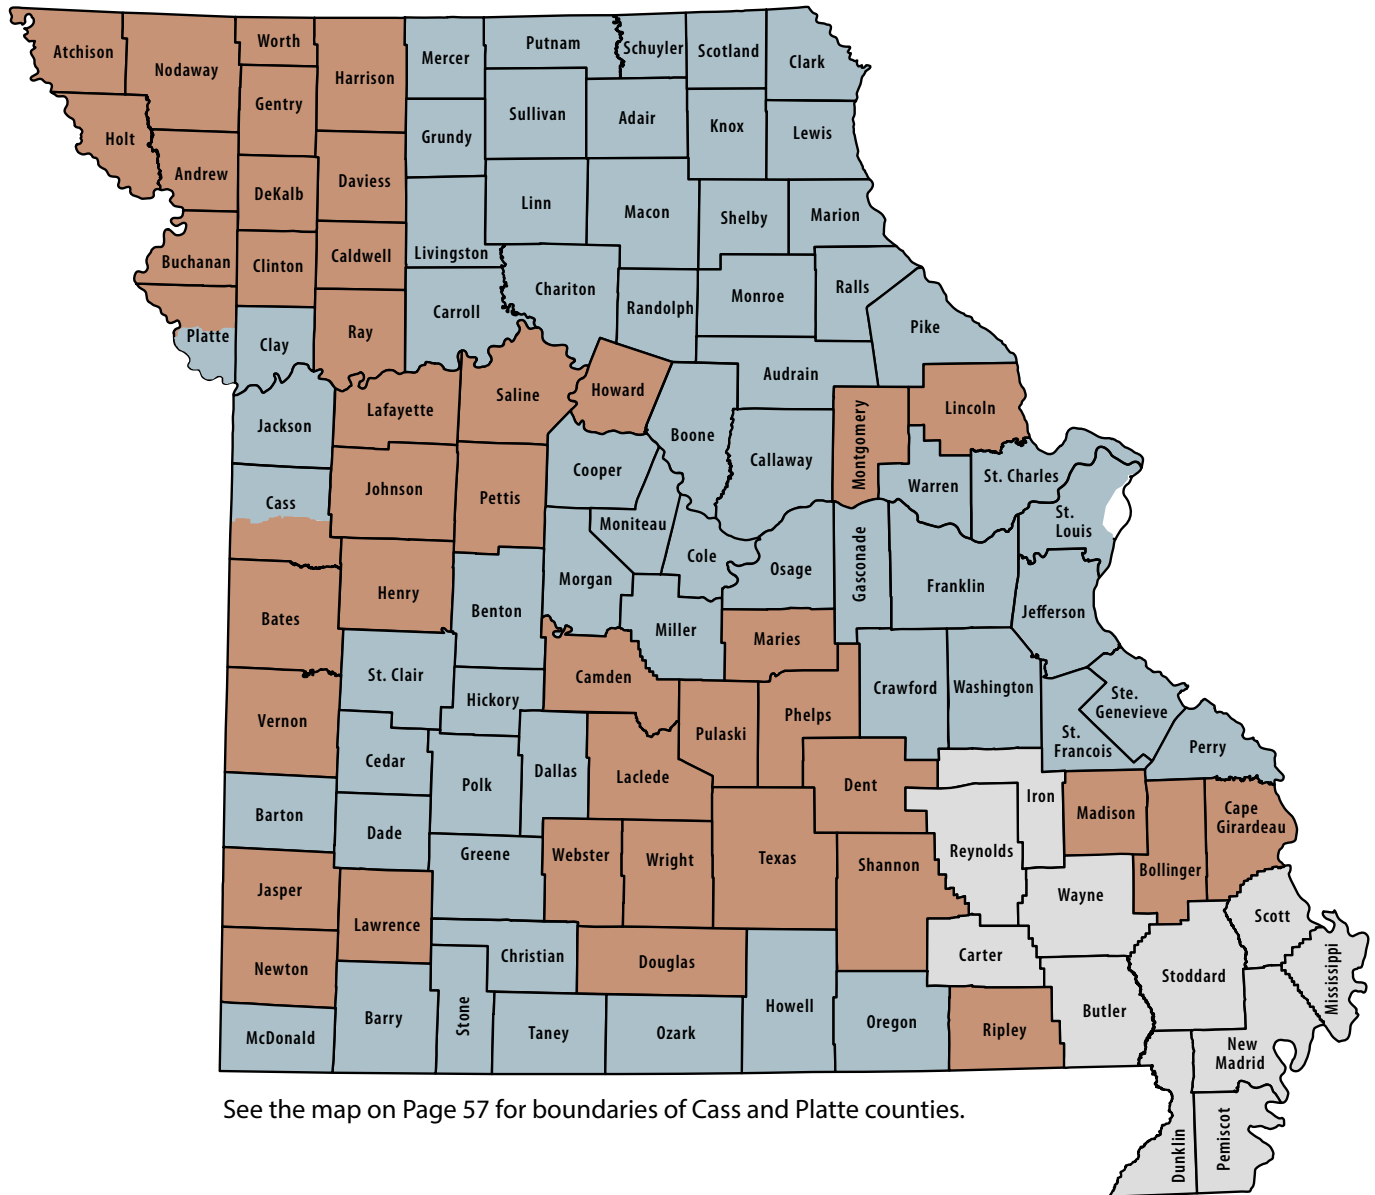 Atchison
Nodaway
Worth
Harrison
Mercer
Putnam
Schuyler
Scotland
Clark
Gentry
Holt
Andrew
DeKalb
Daviess
Grundy
Sullivan
Adair
Knox
Lewis
Linn
Macon
Shelby
Marion
Buchanan
Clinton
Caldwell
Livingston
Chariton
Randolph
Monroe
Ralls
Pike
Platte
Clay
Ray
Carroll
Audrain
Jackson
Lafayette
Saline
Howard
Boone
Callaway
Montgomery
Lincoln
Warren
St. Charles
St.
Louis
Cass
Johnson
Pettis
Cooper
Moniteau
Cole
Osage
Gasconade
Franklin
Jefferson
Bates
Henry
Benton
Morgan
Miller
Maries
Camden
St. Clair
Hickory
Pulaski
Phelps
Crawford
Washington
Ste.
Genevieve
St.
Francois
Perry
Vernon
Cedar
Polk
Dallas
Laclede
Dent
Iron
Madison
Cape
Girardeau
Barton
Dade
Greene
Webster
Wright
Texas
Shannon
Reynolds
Bollinger
Wayne
Scott
Jasper
Lawrence
Newton
Christian
Douglas
Carter
Stoddard
Mississippi
McDonald
Barry
Stone
Taney
Ozark
Howell
Oregon
Ripley
Butler
New
Madrid
Dunklin
Pemiscot
See the map on Page 57 for boundaries of Cass and Platte counties.